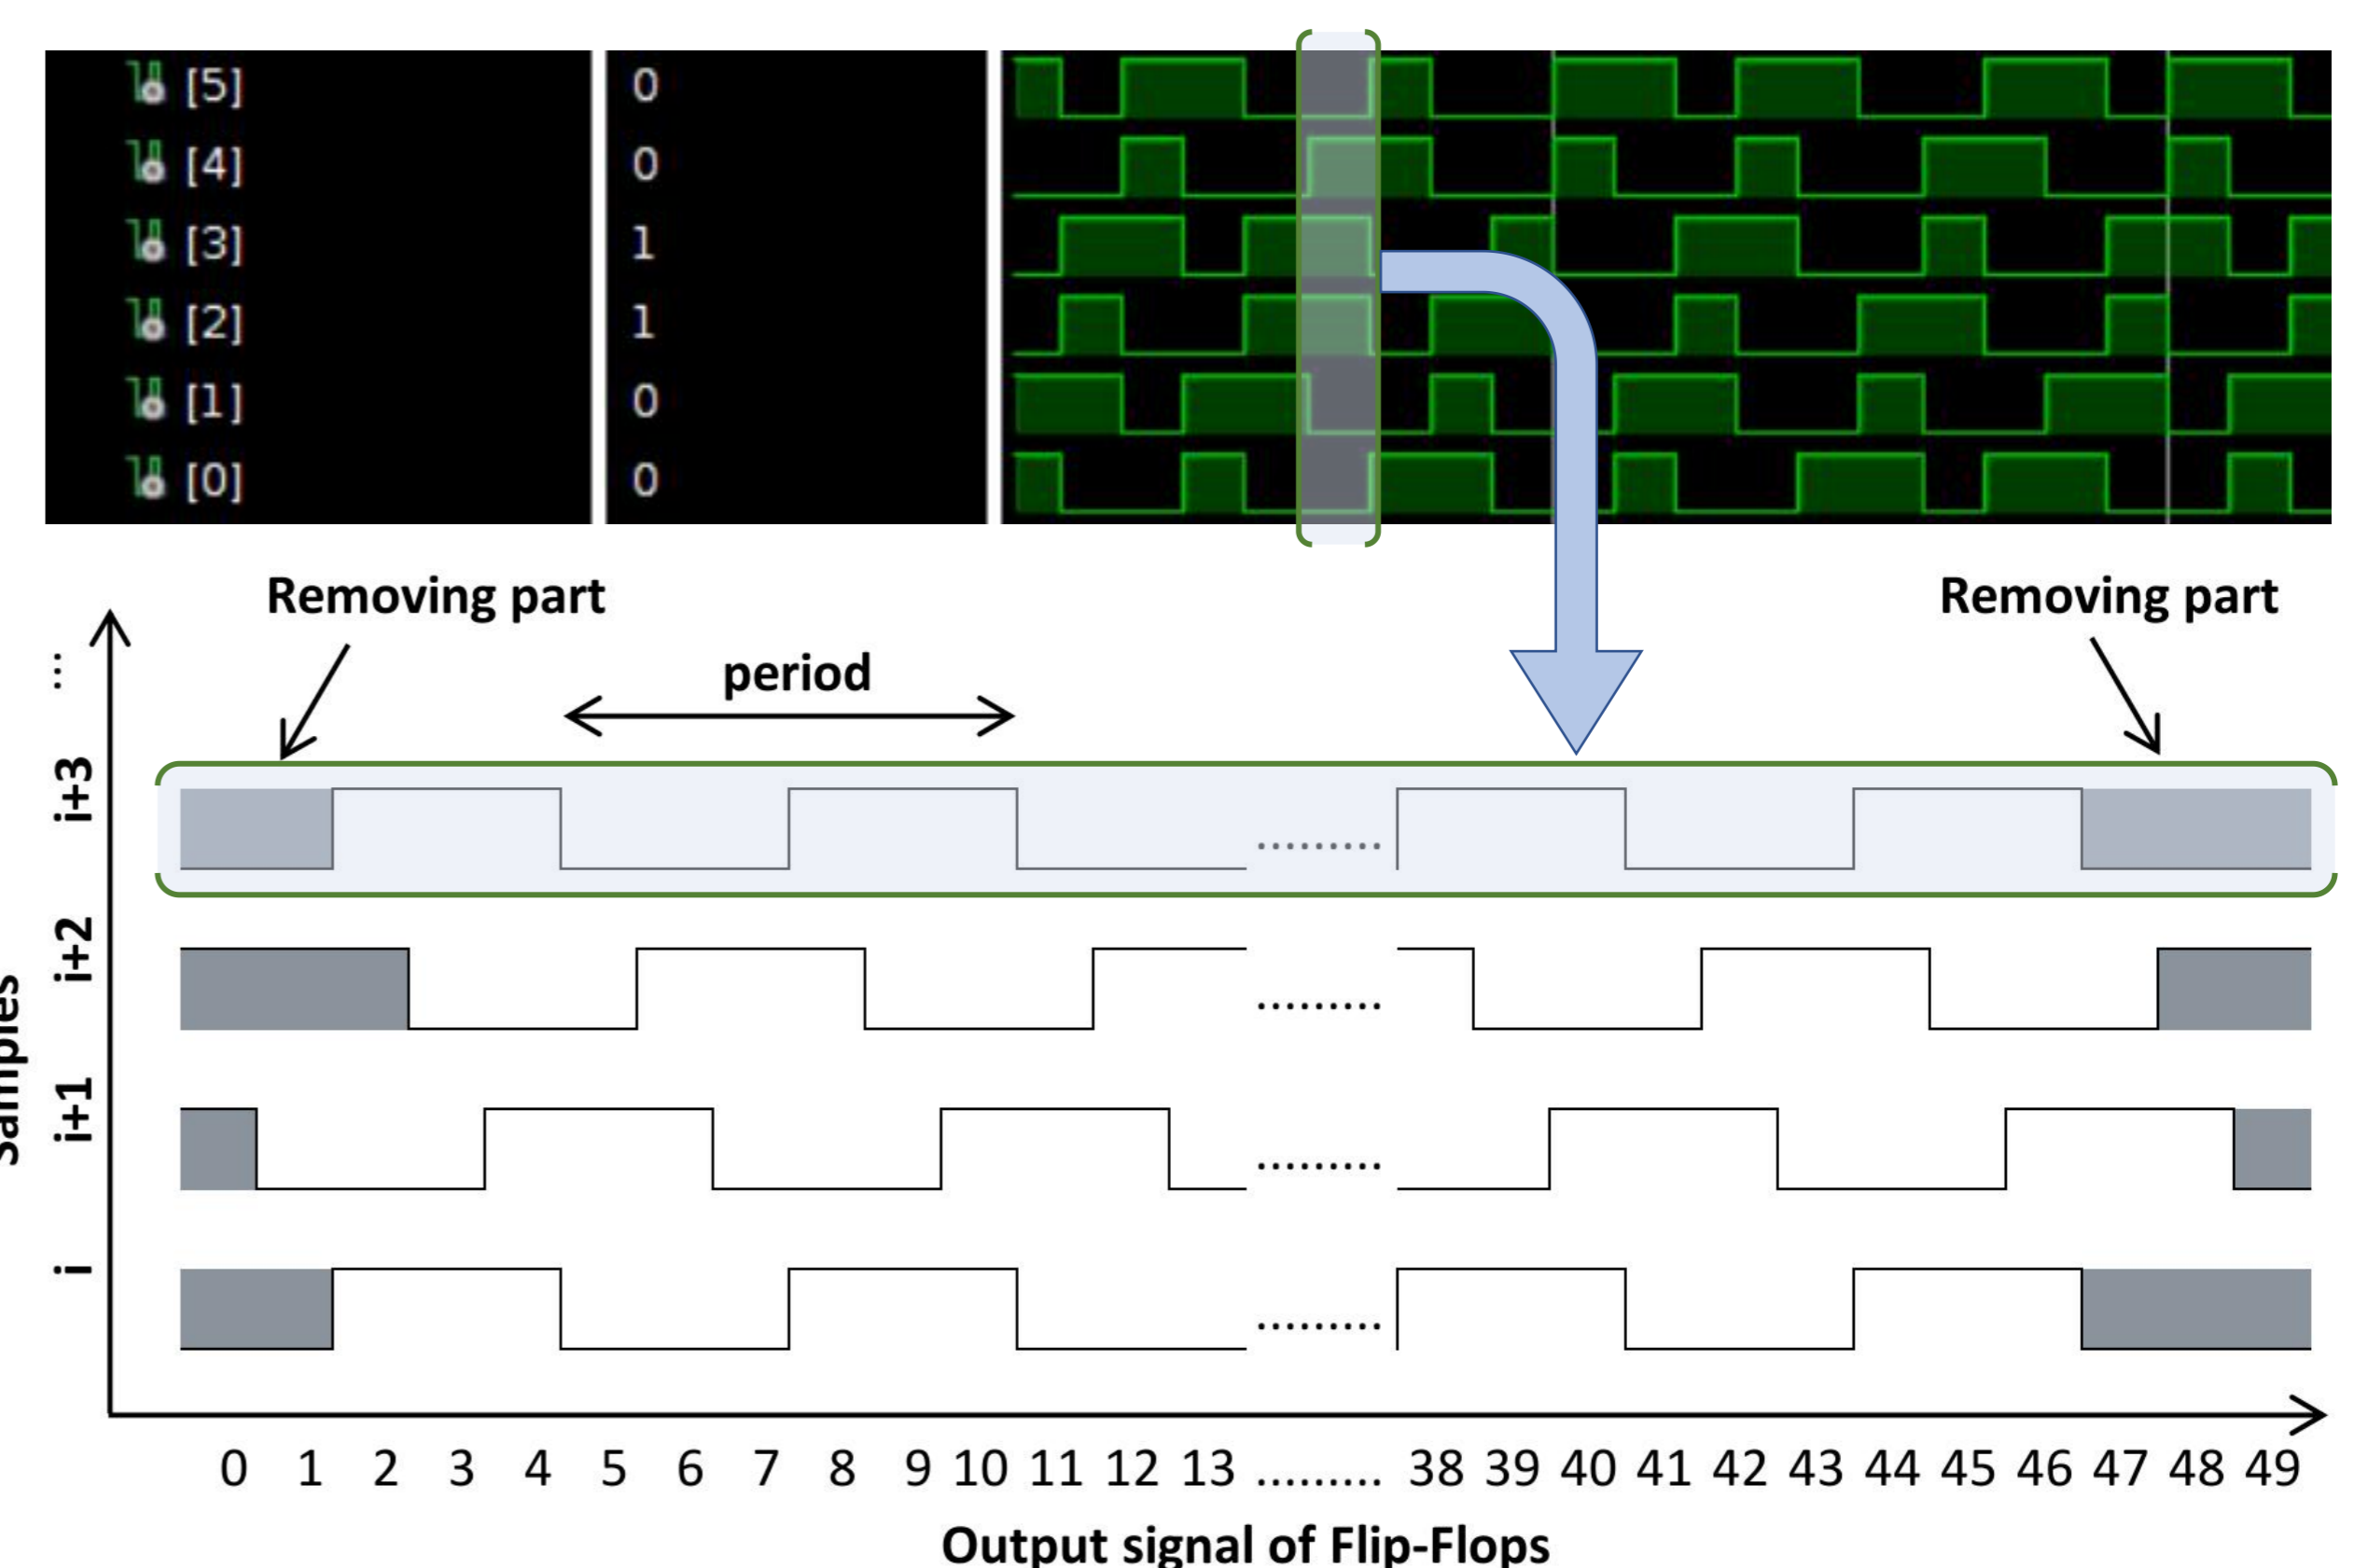 [5] 0
[4] 0
[3] 1
[2] 1
[1] 0
[0] 0
Removing part
Removing part
period
...
i+3
i+2
i+1
i
Samples
.........
.........
.........
.........
0 1 2 3 4 5 6 7 8 9 10 11 12 13 ......... 38 39 40 41 42 43 44 45 46 47 48 49
Output signal of Flip-Flops